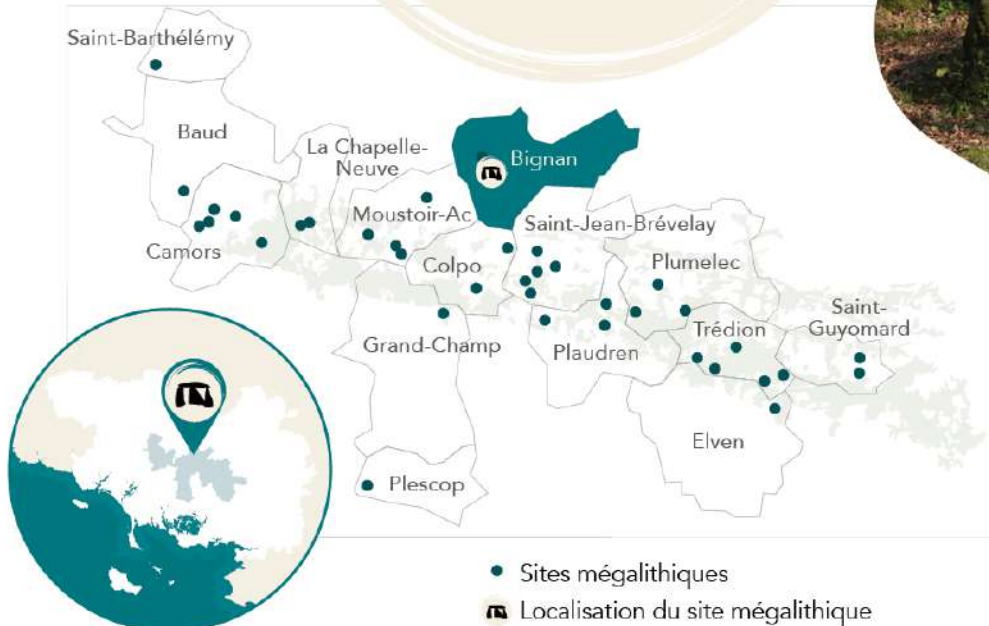 Saint-Barthélémy
Baud
La Chapelle-
Neuve
Bignan
Moustoir-Ac
Saint-Jean-Brévelay
Camors
Colpo
Plumelec
Saint-
Guyomard
Trédion
Grand-Champ
Plaudren
Elven
Plescop
Sites mégalithiques
Localisation du site mégalithique